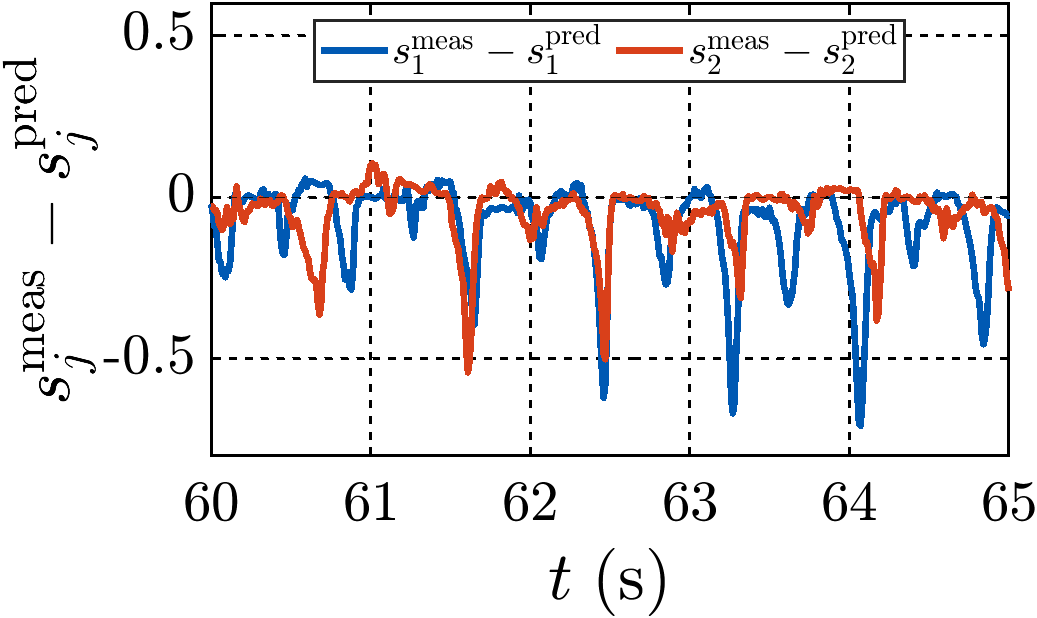 s_1^meas − s_1^pred s_2^meas − s_2^pred
s_j^meas − s_j^pred
0.5
0
-0.5
60 61 62 63 64 65
t (s)